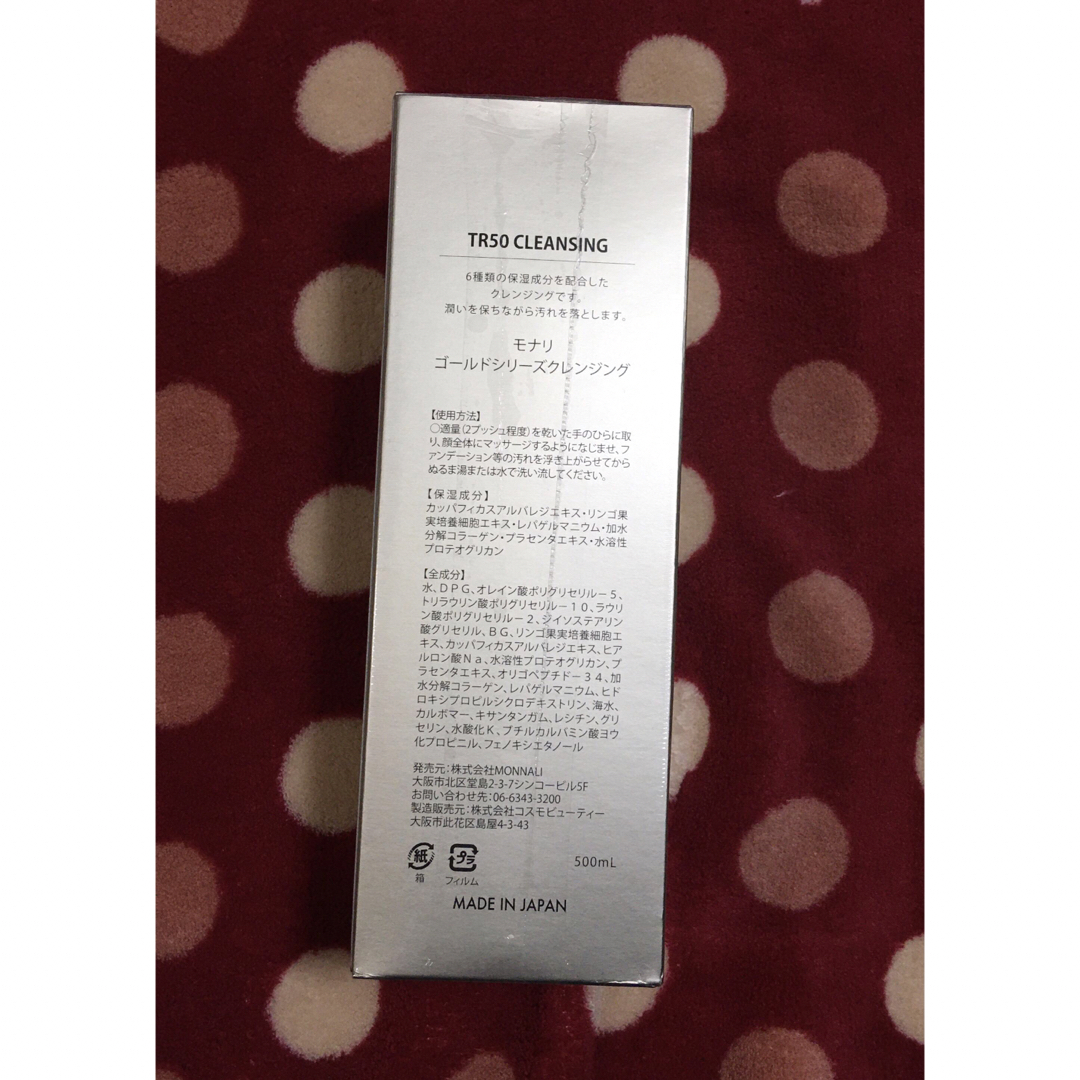 TR50 CLEANSING
6種類の保湿成分を配合した
クレンジングです。
潤いを保ちながら汚れを落とします。
モナリ
ゴールドシリーズクレンジング
【使用方法】
○適量(2プッシュ程度)を乾いた手のひらに取
り、顔全体にマッサージするようになじませ、フ
ァンデーション等の汚れを浮き上がらせてから
ぬるま湯または水で洗い流してください。
【保湿成分】
カッパフィカスアルバレジエキス・リンゴ果
実培養細胞エキス・レパゲルマニウム・加水
分解コラーゲン・プラセンタエキス・水溶性
プロテオグリカン
【全成分】
水、DPG、オレイン酸ポリグリセリル-5、
トリラウリン酸ポリグリセリル-10、ラウリ
ン酸ポリグリセリル-2、ジイソステアリン
酸グリセリル、BG、リンゴ果実培養細胞エ
キス、カッパフィカスアルバレジエキス、ヒア
ルロン酸Na、水溶性プロテオグリカン、プ
ラセンタエキス、オリゴペプチド-34、加
水分解コラーゲン、レパゲルマニウム、ヒド
ロキシプロピルシクロデキストリン、海水、
カルボマー、キサンタンガム、レシチン、グリ
セリン、水酸化K、ブチルカルバミン酸ヨウ
化プロピニル、フェノキシエタノール
発売元:株式会社MONNALI
大阪市北区堂島2-3-7シンコービル5F
お問い合わせ先:06-6343-3200
製造販売元:株式会社コスモビューティー
大阪市此花区島屋4-3-43
紙 プラ 500mL
箱 フィルム
MADE IN JAPAN